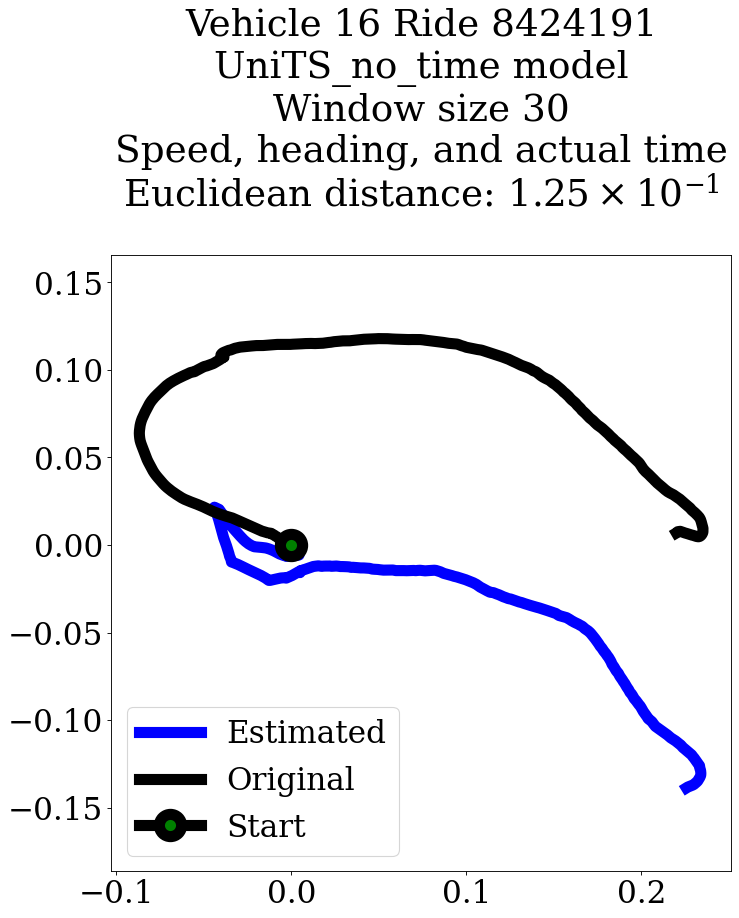 Vehicle 16 Ride 8424191
UniTS_no_time model
Window size 30
Speed, heading, and actual time
Euclidean distance: 1.25 × 10⁻¹
0.15
0.10
0.05
0.00
−0.05
−0.10
−0.15
Estimated
Original
Start
−0.1
0.0
0.1
0.2